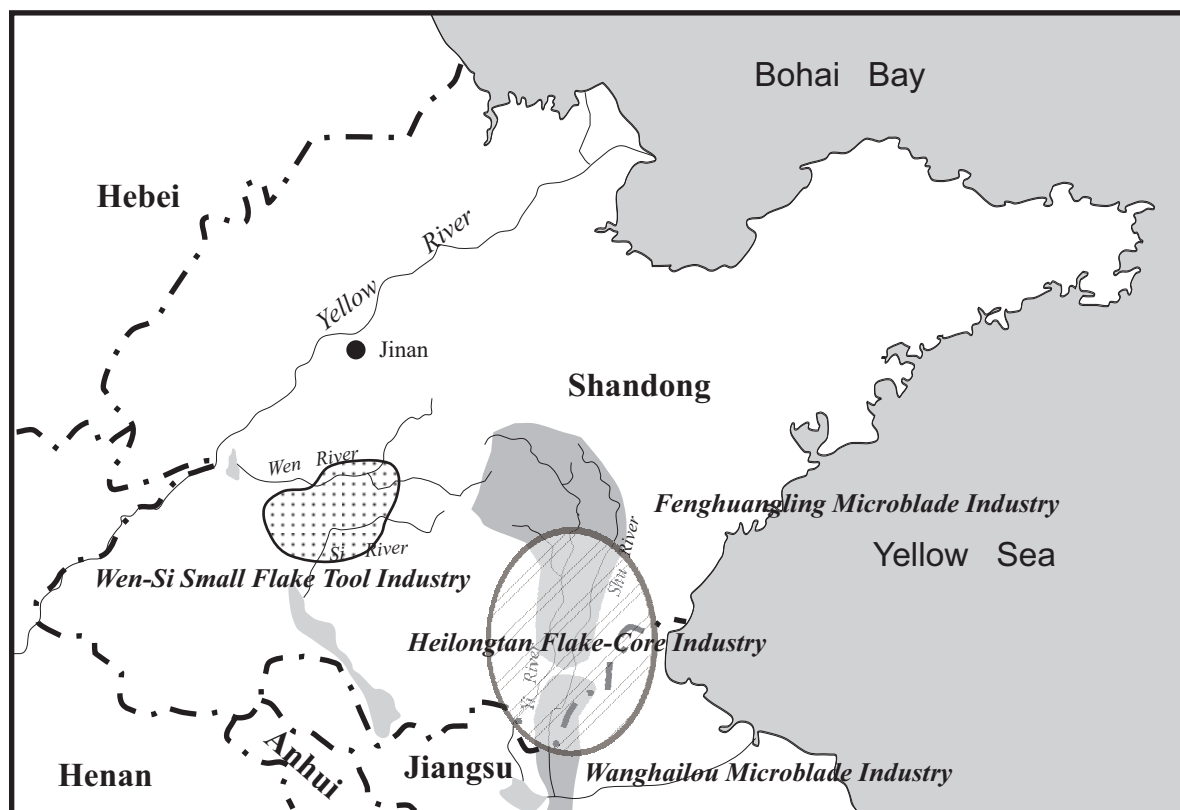 Bohai Bay
Hebei
Yellow River
Jinan
Shandong
Wen River
Fenghuangling Microblade Industry
Yellow Sea
Si River
Shu River
Wen-Si Small Flake Tool Industry
Heilongtan Flake-Core Industry
Yi River
Anhui
Jiangsu
Henan
Wanghailou Microblade Industry